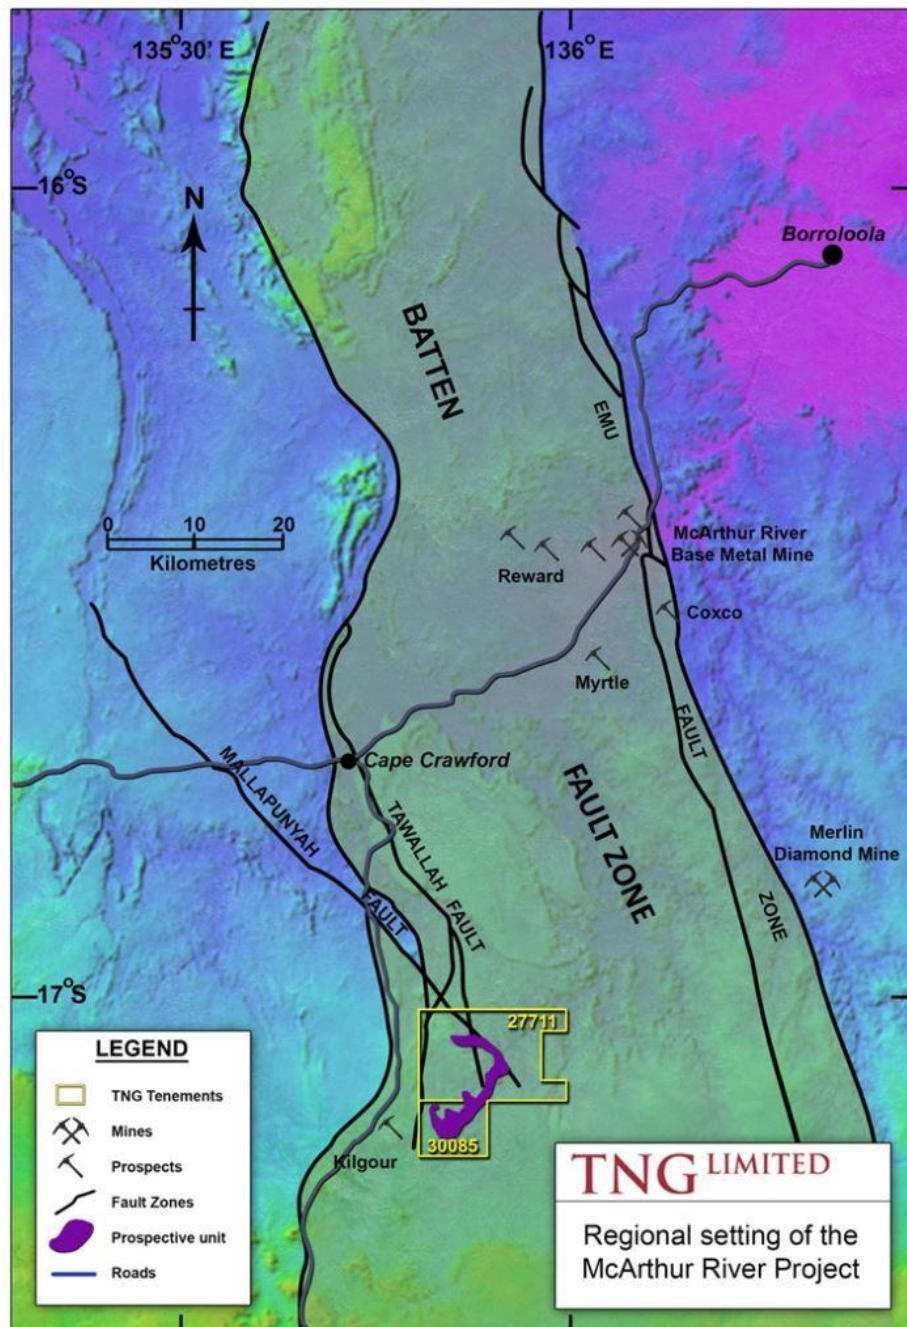 135°30' E
136° E
16°S
N
Borroloola
BATTEN
EMU
0 10 20
Kilometres
McArthur River
Base Metal Mine
Reward
Coxco
Myrtle
FAULT
Cape Crawford
MALLAPUNYAH
FAULT
TAWALLAH
FAULT
FAULT ZONE
Merlin
Diamond Mine
ZONE
17°S
27711
30085
Kilgour
LEGEND
TNG Tenements
Mines
Prospects
Fault Zones
Prospective unit
Roads
TNG LIMITED
Regional setting of the
McArthur River Project